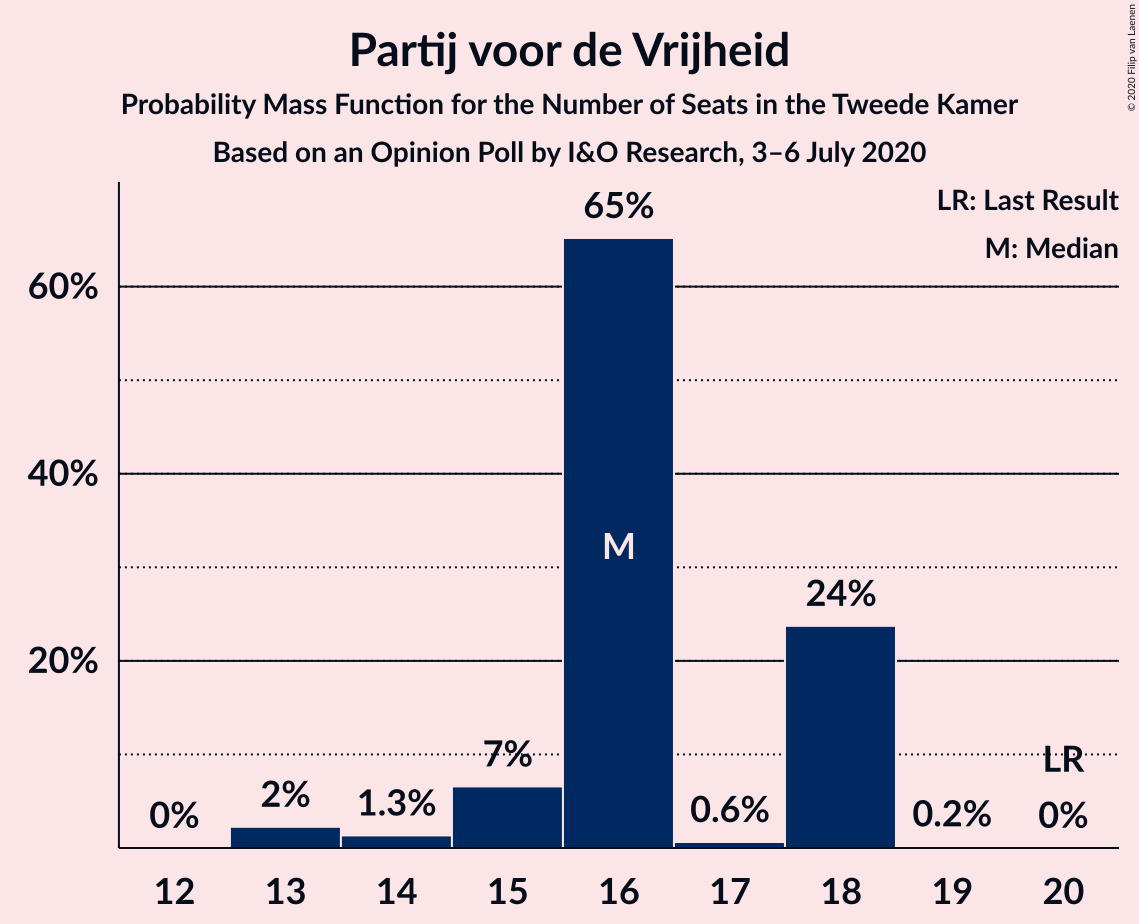 Partij voor de Vrijheid
Probability Mass Function for the Number of Seats in the Tweede Kamer
Based on an Opinion Poll by I&O Research, 3–6 July 2020
© 2020 Filip van Laenen
LR: Last Result
M: Median
60%
40%
20%
0%
2%
1.3%
7%
65%
M
0.6%
24%
0.2%
LR
0%
12 13 14 15 16 17 18 19 20